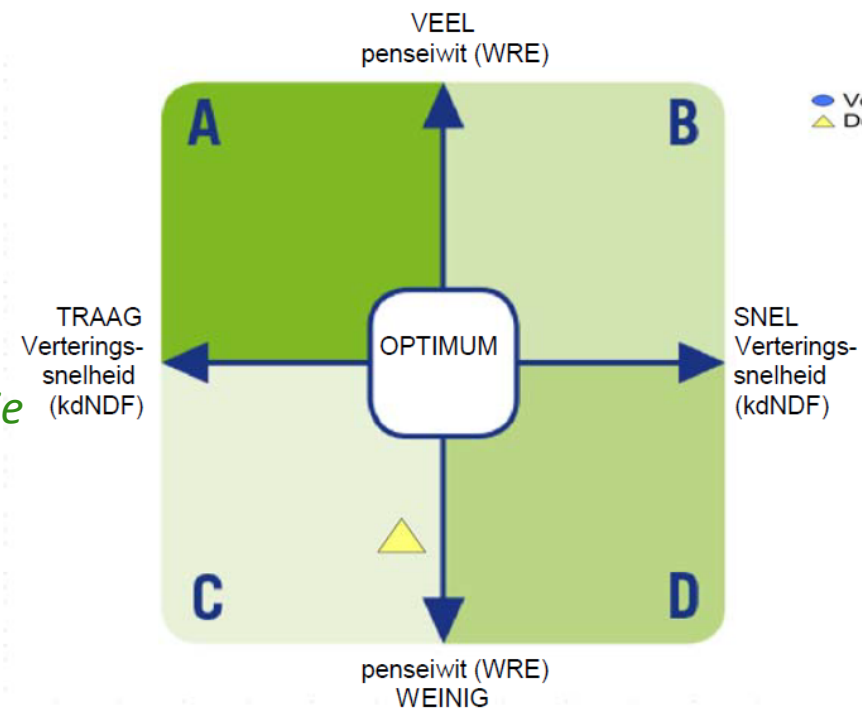 VEEL
penseiwit (WRE)
A
B
TRAAG
Verterings-
snelheid
(kdNDF)
OPTIMUM
SNEL
Verterings-
snelheid
(kdNDF)
C
D
penseiwit (WRE)
WEINIG